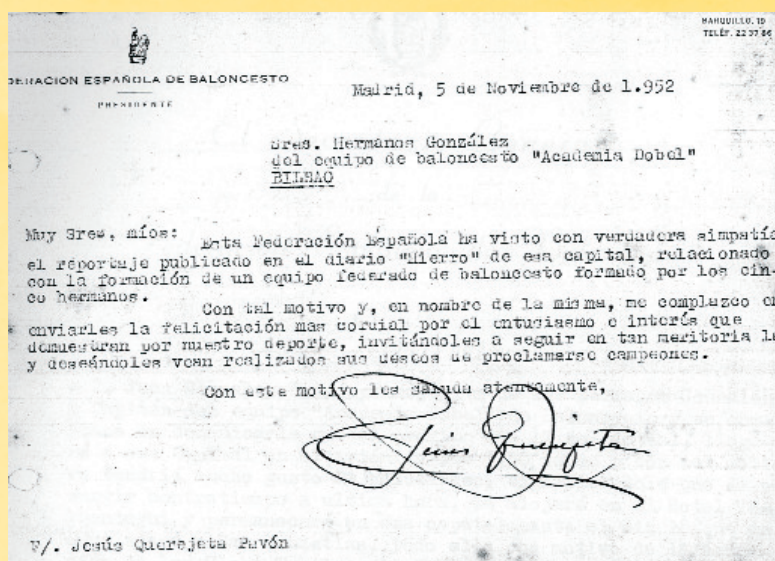 BARQUILLO, 19
TELÉF. 22 37 66
DERACION ESPAÑOLA DE BALONCESTO
PRESIDENTE
Madrid, 5 de Noviembre de 1.952
Sres. Hermanos González
del equipo de baloncesto "Academia Dobel"
BILBAO
Muy Sres, míos:
Esta Federación Española ha visto con verdadera simpatía
el reportaje publicado en el diario "Hierro" de esa capital, relacionado
con la formación de un equipo federado de baloncesto formado por los cin-
co hermanos.
Con tal motivo y, en nombre de la misma, me complazco en
enviarles la felicitación mas cordial por el entusiasmo e interés que
demuestran por nuestro deporte, invitándoles a seguir en tan meritoria l
y deseándoles vean realizados sus deseos de proclamarse campeones.
Con este motivo les saluda atentamente,
F/. Jesús Querejeta Pavón